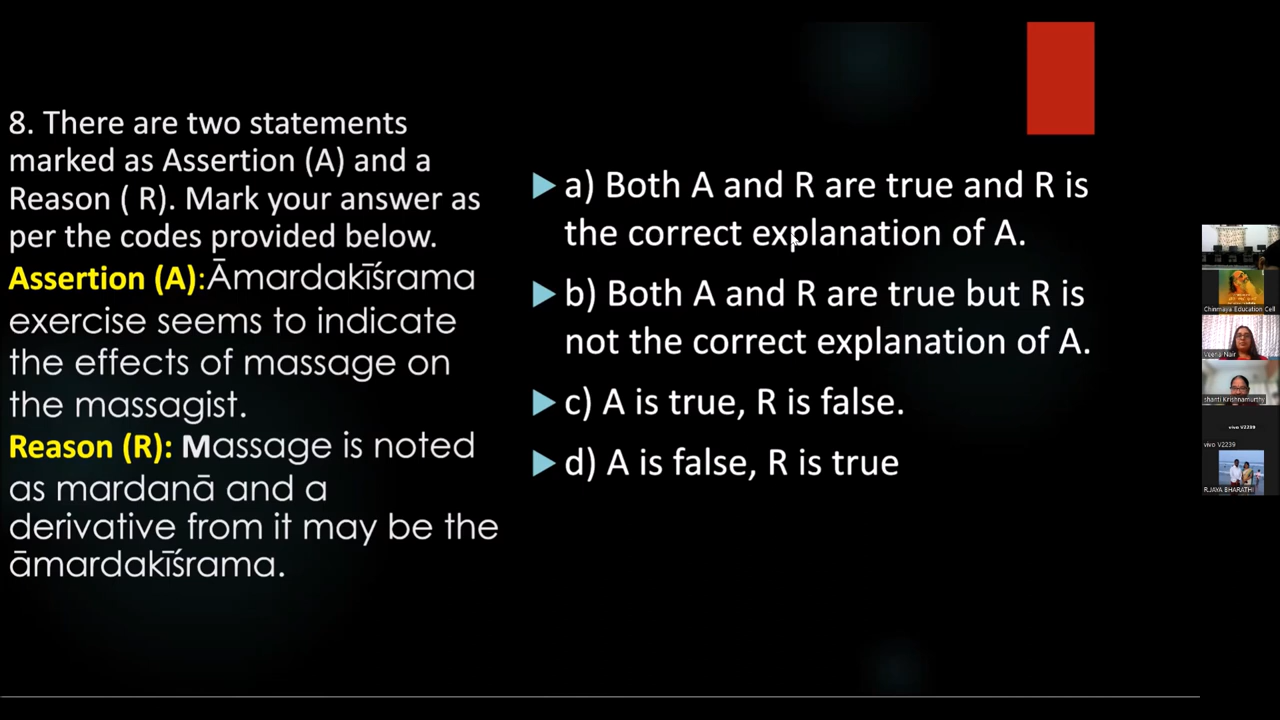 8. There are two statements
marked as Assertion (A) and a
Reason ( R). Mark your answer as
per the codes provided below.
Assertion (A):Āmardakīśrama
exercise seems to indicate
the effects of massage on
the massagist.
Reason (R): Massage is noted
as mardanā and a
derivative from it may be the
āmardakīśrama.
a) Both A and R are true and R is
the correct explanation of A.
b) Both A and R are true but R is
not the correct explanation of A.
c) A is true, R is false.
d) A is false, R is true
Chinmaya Education Cell
Veena Nair
shanti Krishnamurthy
vivo V2239
vivo V2239
R.JAYA BHARATHI